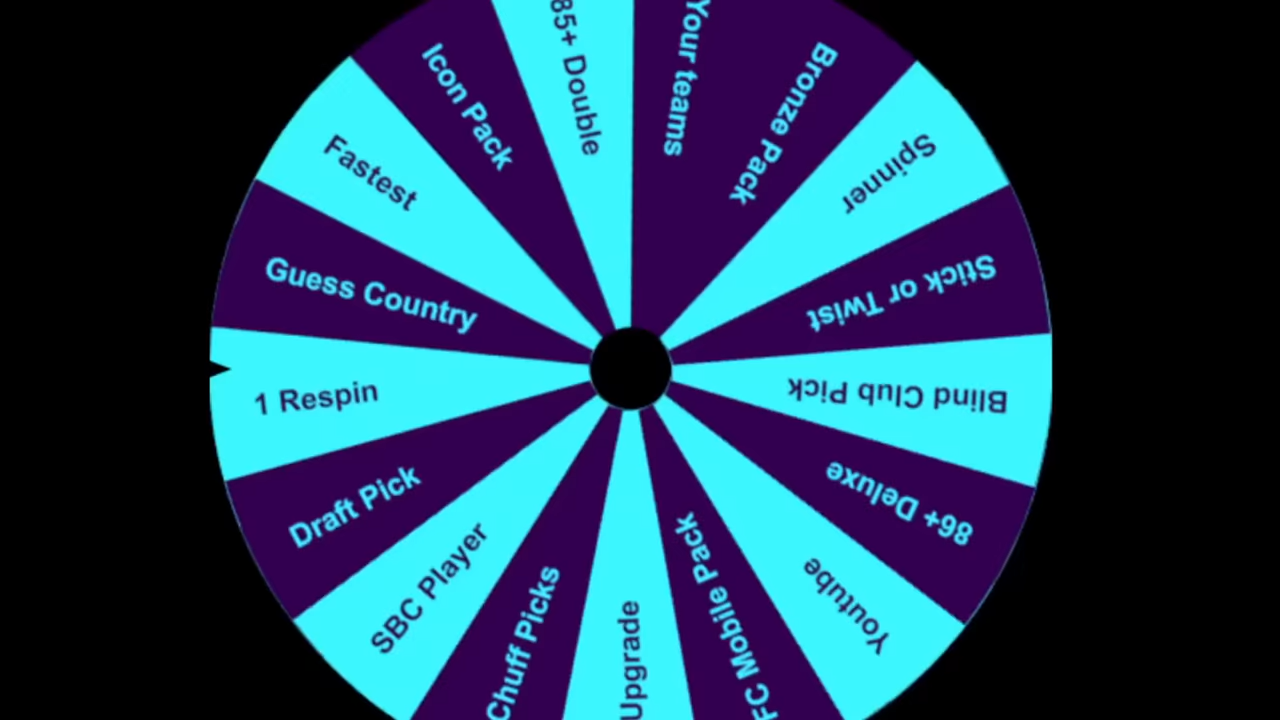 85+ Double
Your teams
Bronze Pack
Spinner
Stick or Twist
Blind Club Pick
86+ Deluxe
Youtube
FC Mobile Pack
Upgrade
Chuff Picks
SBC Player
Draft Pick
1 Respin
Guess Country
Fastest
Icon Pack